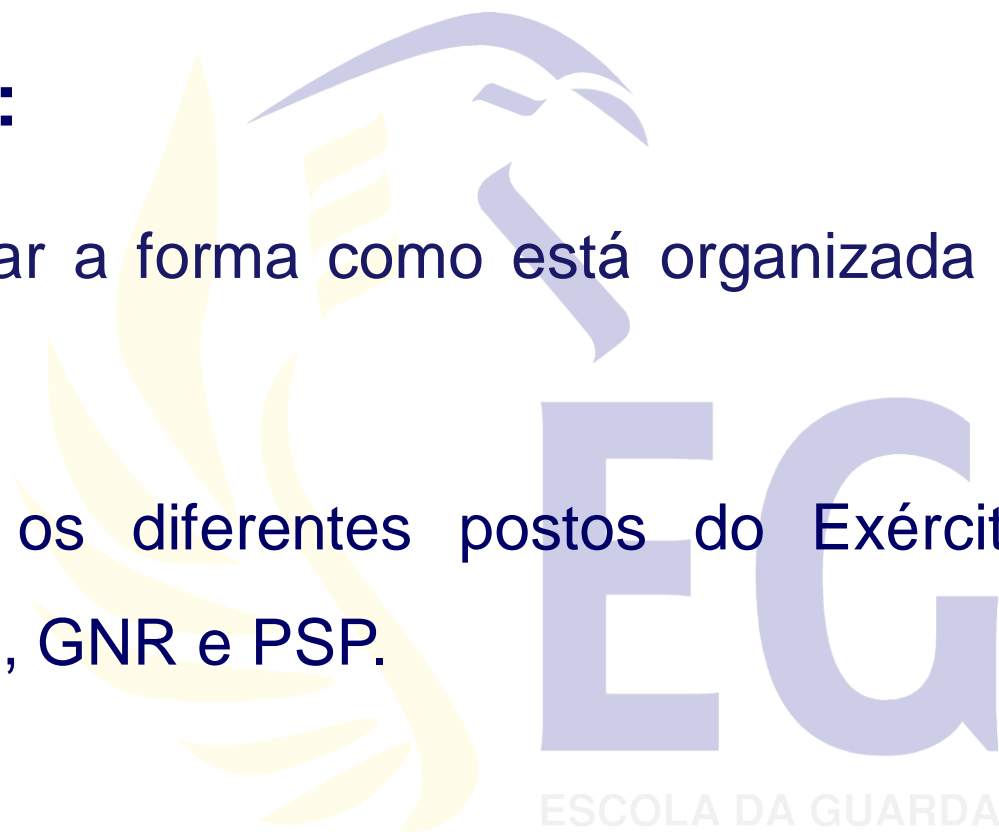 :
ar a forma como está organizada
os diferentes postos do Exércit
, GNR e PSP.
EG
ESCOLA DA GUARDA